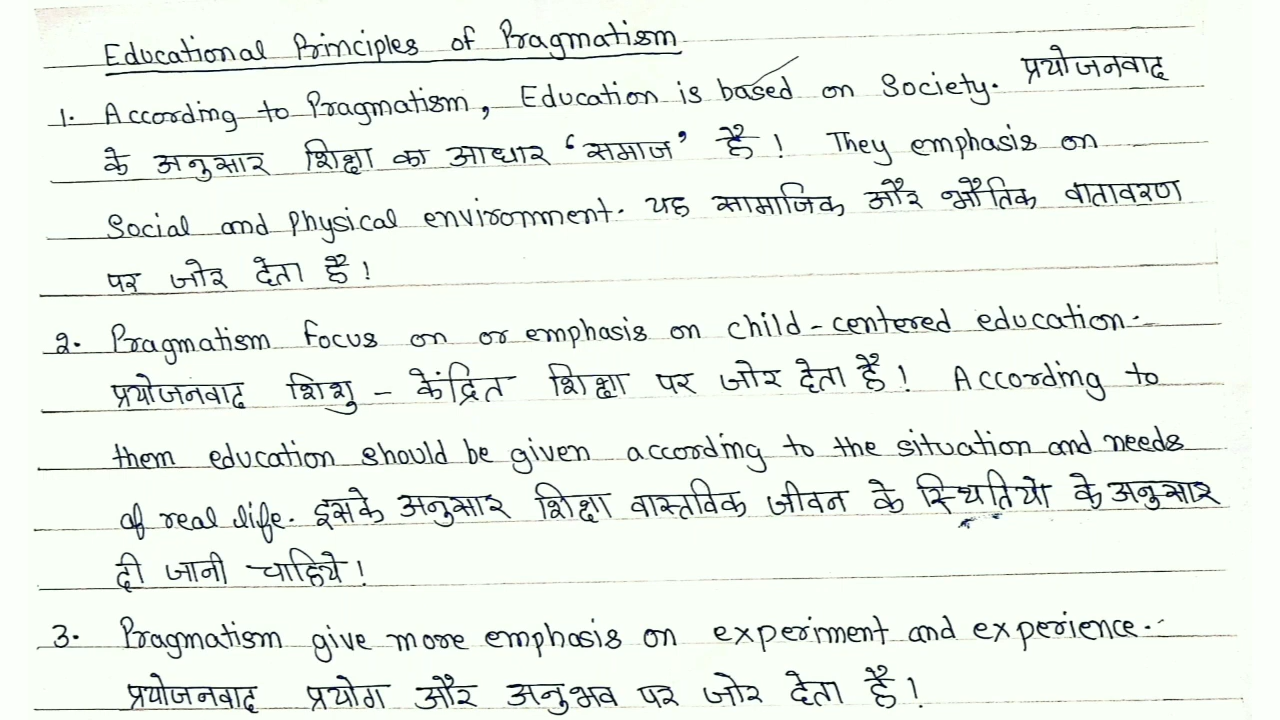 Educational Principles of Pragmatism
1. According to Pragmatism, Education is based on Society. प्रयोजनवाद
के अनुसार शिक्षा का आधार ‘समाज’ है ! They emphasis on
Social and Physical environment. यह सामाजिक और भौतिक वातावरण
पर जोर देता है !
2. Pragmatism focus on or emphasis on child-centered education.
प्रयोजनवाद शिशु - केंद्रित शिक्षा पर जोर देता है ! According to
them education should be given according to the situation and needs
of real life. इसके अनुसार शिक्षा वास्तविक जीवन के स्थितियो के अनुसार
दी जानी चाहिये !
3. Pragmatism give more emphasis on experiment and experience.
प्रयोजनवाद प्रयोग और अनुभव पर जोर देता है !